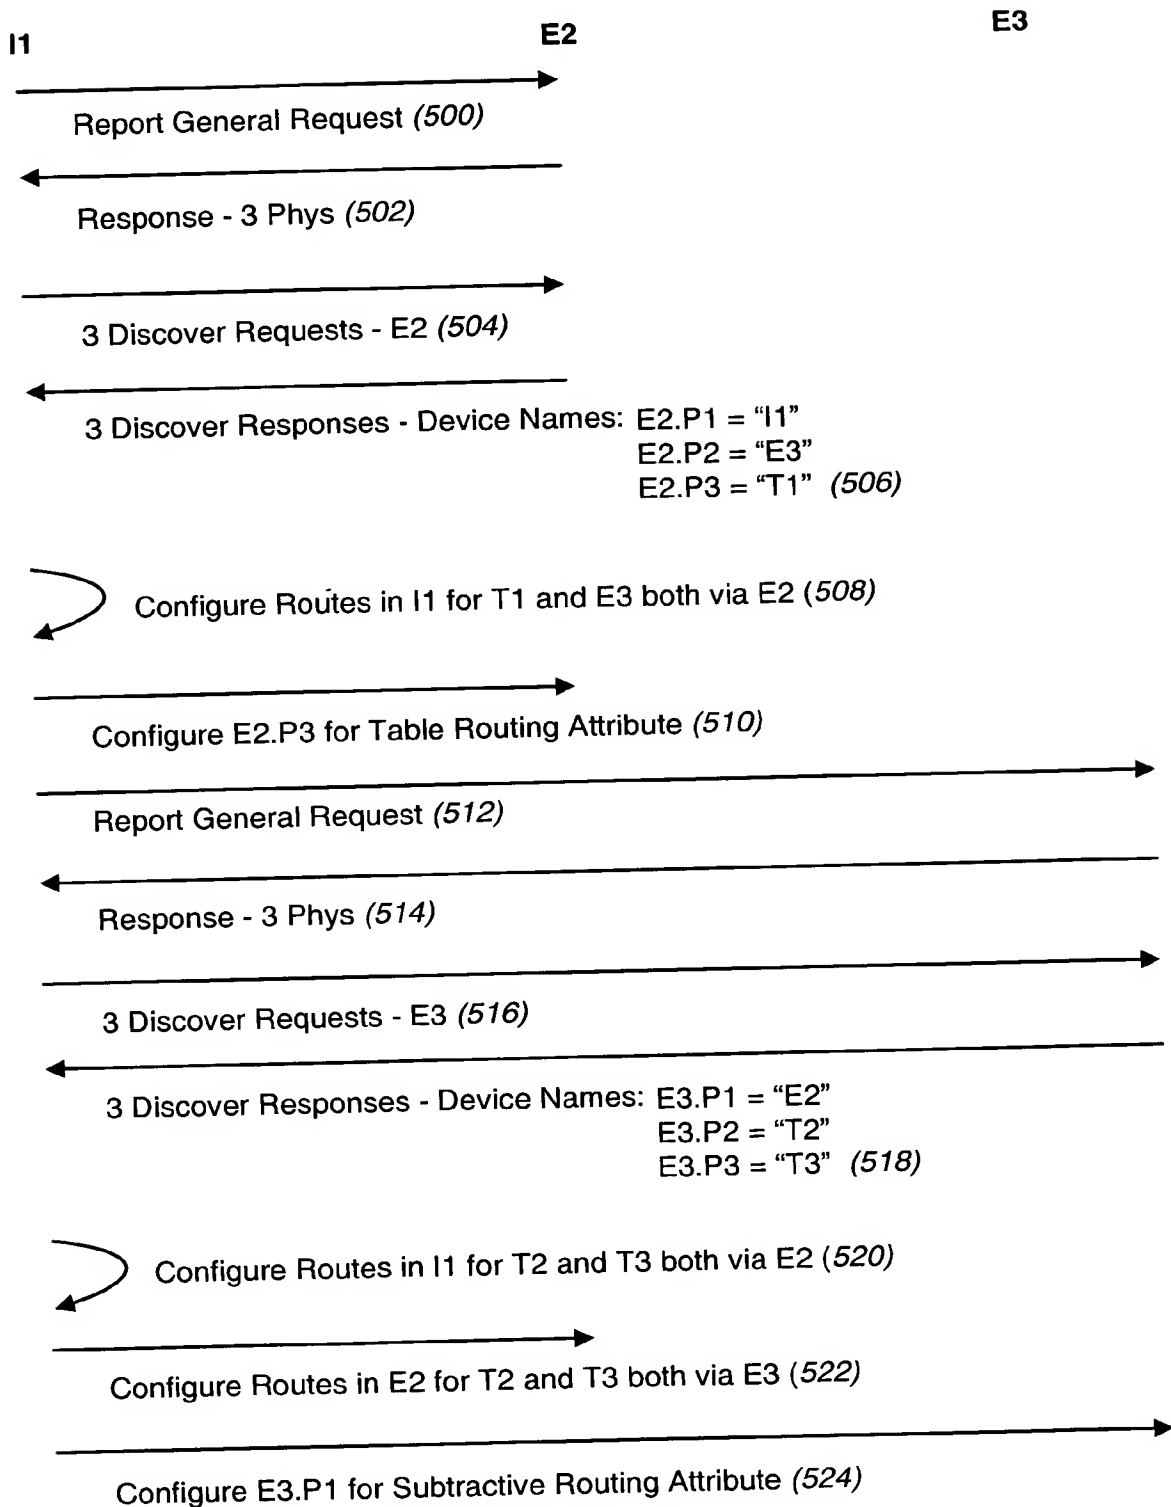 I1 E2 E3
Report General Request (500)
Response - 3 Phys (502)
3 Discover Requests - E2 (504)
3 Discover Responses - Device Names: E2.P1 = “I1”
E2.P2 = “E3”
E2.P3 = “T1” (506)
Configure Routes in I1 for T1 and E3 both via E2 (508)
Configure E2.P3 for Table Routing Attribute (510)
Report General Request (512)
Response - 3 Phys (514)
3 Discover Requests - E3 (516)
3 Discover Responses - Device Names: E3.P1 = “E2”
E3.P2 = “T2”
E3.P3 = “T3” (518)
Configure Routes in I1 for T2 and T3 both via E2 (520)
Configure Routes in E2 for T2 and T3 both via E3 (522)
Configure E3.P1 for Subtractive Routing Attribute (524)